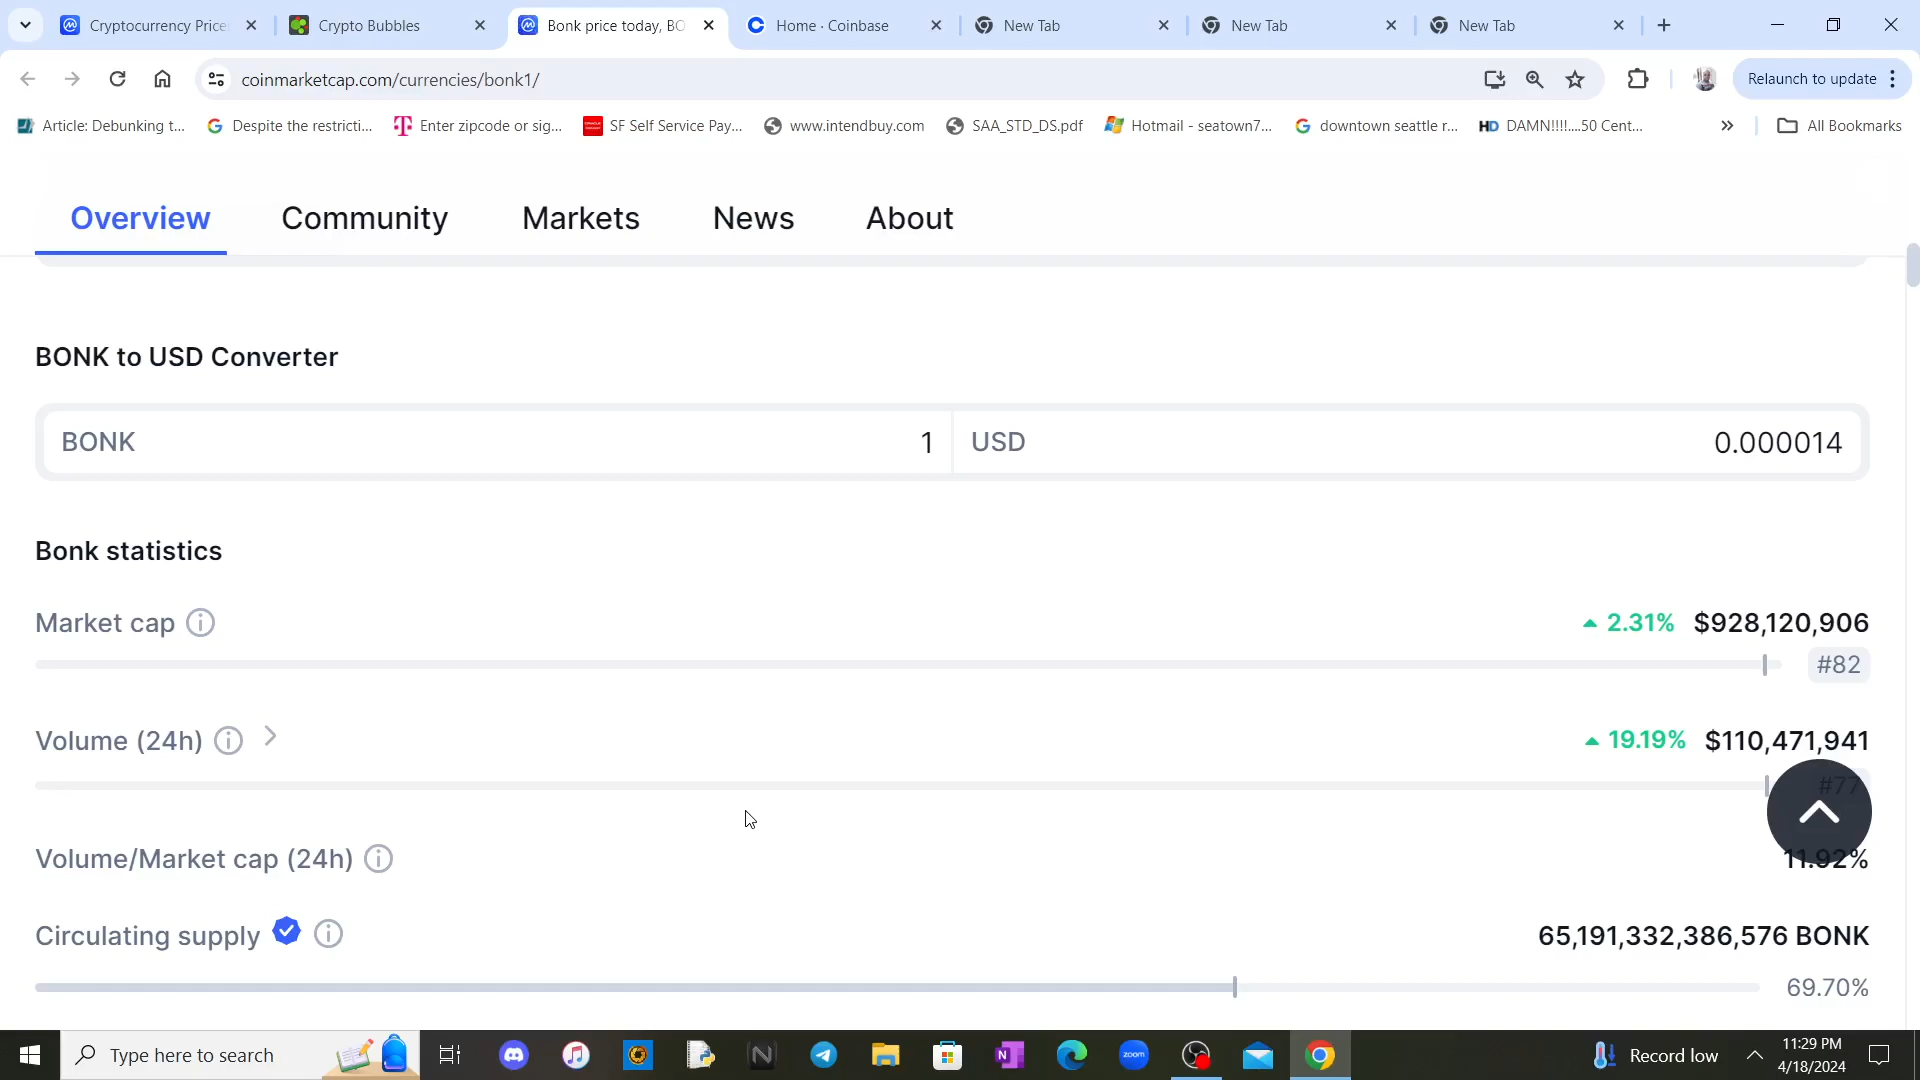 Cryptocurrency Price
Crypto Bubbles
Bonk price today, BO
Home · Coinbase
New Tab
New Tab
New Tab
coinmarketcap.com/currencies/bonk1/
Relaunch to update
Article: Debunking t...
Despite the restricti...
Enter zipcode or sig...
SF Self Service Pay...
www.intendbuy.com
SAA_STD_DS.pdf
Hotmail - seatown7...
downtown seattle r...
HD DAMN!!!!....50 Cent...
All Bookmarks
Overview Community Markets News About
BONK to USD Converter
BONK 1 USD 0.000014
Bonk statistics
Market cap 2.31% $928,120,906
#82
Volume (24h) 19.19% $110,471,941
#77
Volume/Market cap (24h) 11.92%
Circulating supply 65,191,332,386,576 BONK
69.70%
Type here to search
zoom
Record low
11:29 PM
4/18/2024